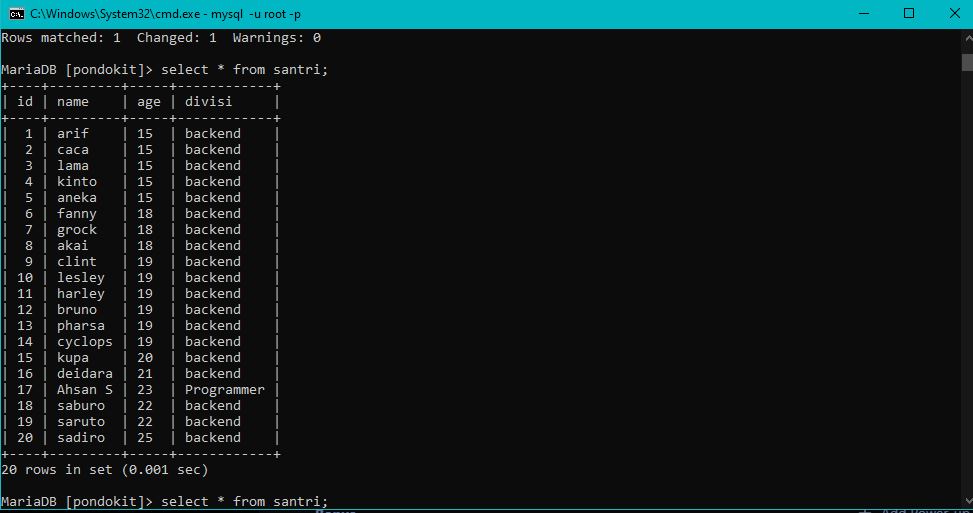 C:\Windows\System32\cmd.exe - mysql  -u root -p
Rows matched: 1  Changed: 1  Warnings: 0
MariaDB [pondokit]> select * from santri;
+----+---------+-----+------------+
| id | name    | age | divisi     |
+----+---------+-----+------------+
|  1 | arif    | 15  | backend    |
|  2 | caca    | 15  | backend    |
|  3 | lama    | 15  | backend    |
|  4 | kinto   | 15  | backend    |
|  5 | aneka   | 15  | backend    |
|  6 | fanny   | 18  | backend    |
|  7 | grock   | 18  | backend    |
|  8 | akai    | 18  | backend    |
|  9 | clint   | 19  | backend    |
| 10 | lesley  | 19  | backend    |
| 11 | harley  | 19  | backend    |
| 12 | bruno   | 19  | backend    |
| 13 | pharsa  | 19  | backend    |
| 14 | cyclops | 19  | backend    |
| 15 | kupa    | 20  | backend    |
| 16 | deidara | 21  | backend    |
| 17 | Ahsan S | 23  | Programmer |
| 18 | saburo  | 22  | backend    |
| 19 | saruto  | 22  | backend    |
| 20 | sadiro  | 25  | backend    |
+----+---------+-----+------------+
20 rows in set (0.001 sec)
MariaDB [pondokit]> select * from santri;